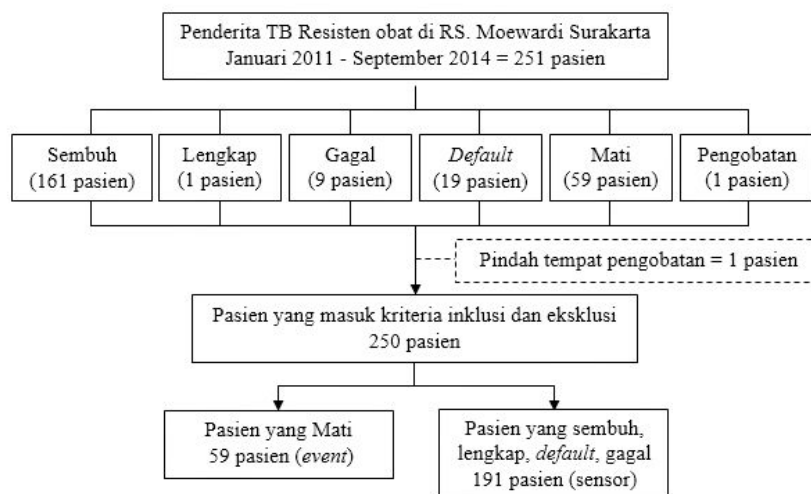 Penderita TB Resisten obat di RS. Moewardi Surakarta
Januari 2011 - September 2014 = 251 pasien
Sembuh
(161 pasien)
Lengkap
(1 pasien)
Gagal
(9 pasien)
Default
(19 pasien)
Mati
(59 pasien)
Pengobatan
(1 pasien)
Pindah tempat pengobatan = 1 pasien
Pasien yang masuk kriteria inklusi dan eksklusi
250 pasien
Pasien yang Mati
59 pasien (event)
Pasien yang sembuh,
lengkap, default, gagal
191 pasien (sensor)